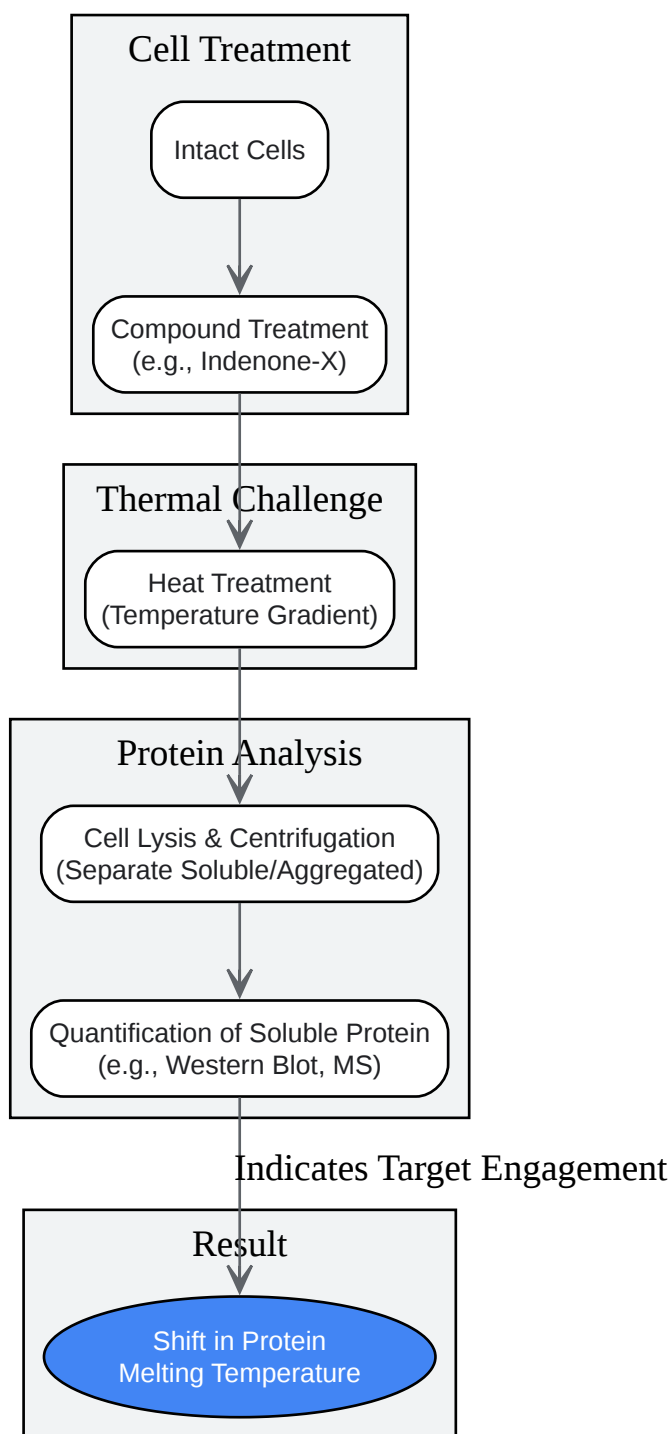 Cell Treatment
Intact Cells
Compound Treatment
(e.g., Indenone-X)
Thermal Challenge
Heat Treatment
(Temperature Gradient)
Protein Analysis
Cell Lysis & Centrifugation
(Separate Soluble/Aggregated)
Quantification of Soluble Protein
(e.g., Western Blot, MS)
Indicates Target Engagement
Result
Shift in Protein
Melting Temperature